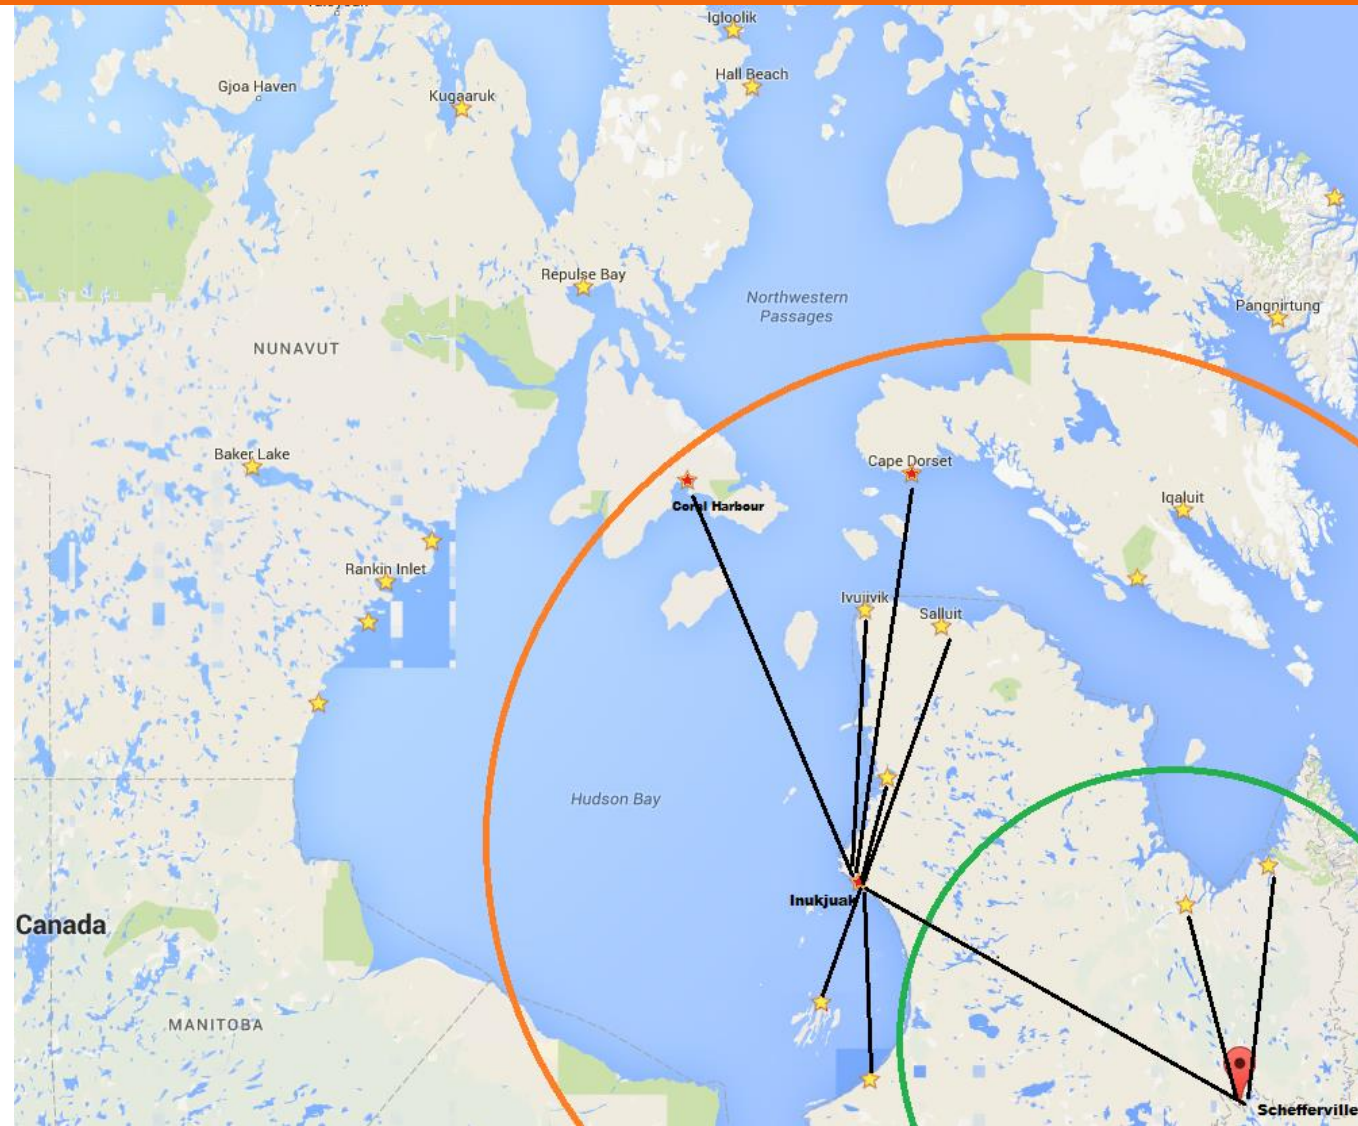 Igloolik
Hall Beach
Gjoa Haven
Kugaaruk
Repulse Bay
Northwestern
Passages
Pangnirtung
NUNAVUT
Baker Lake
Cape Dorset
Iqaluit
Coral Harbour
Rankin Inlet
Ivujivik
Salluit
Hudson Bay
Inukjuak
Canada
MANITOBA
Schefferville